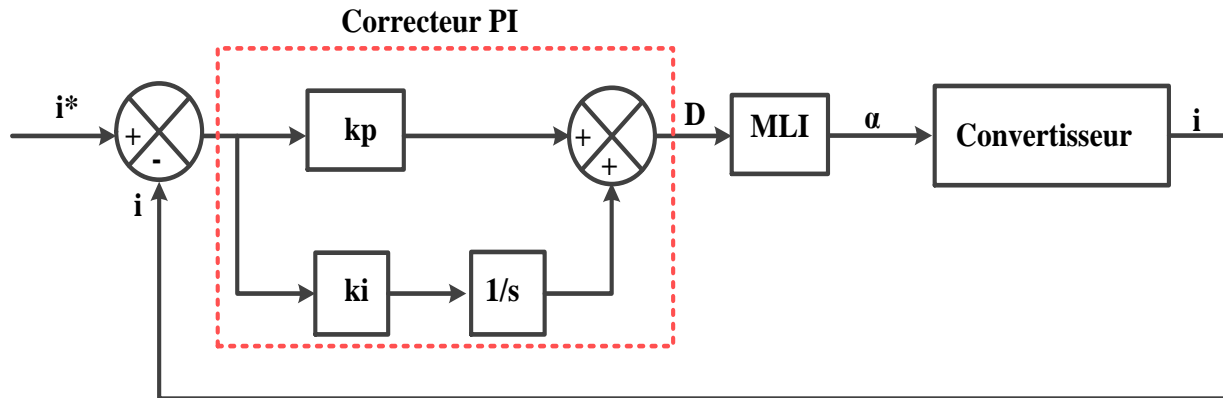 Correcteur PI
i*
+
-
i
kp
ki
1/s
+
+
D
MLI
α
Convertisseur
i